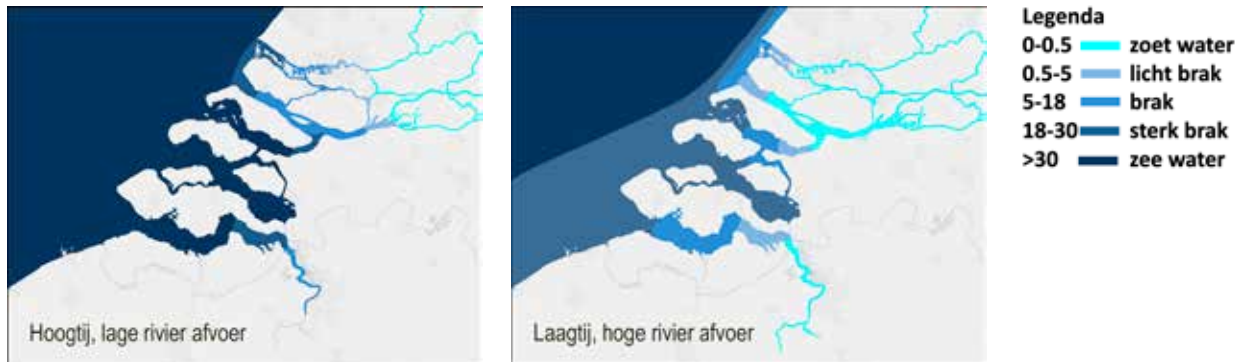 Hoogtij, lage rivier afvoer
Laagtij, hoge rivier afvoer
Legenda
0-0.5 zoet water
0.5-5 licht brak
5-18 brak
18-30 sterk brak
>30 zee water